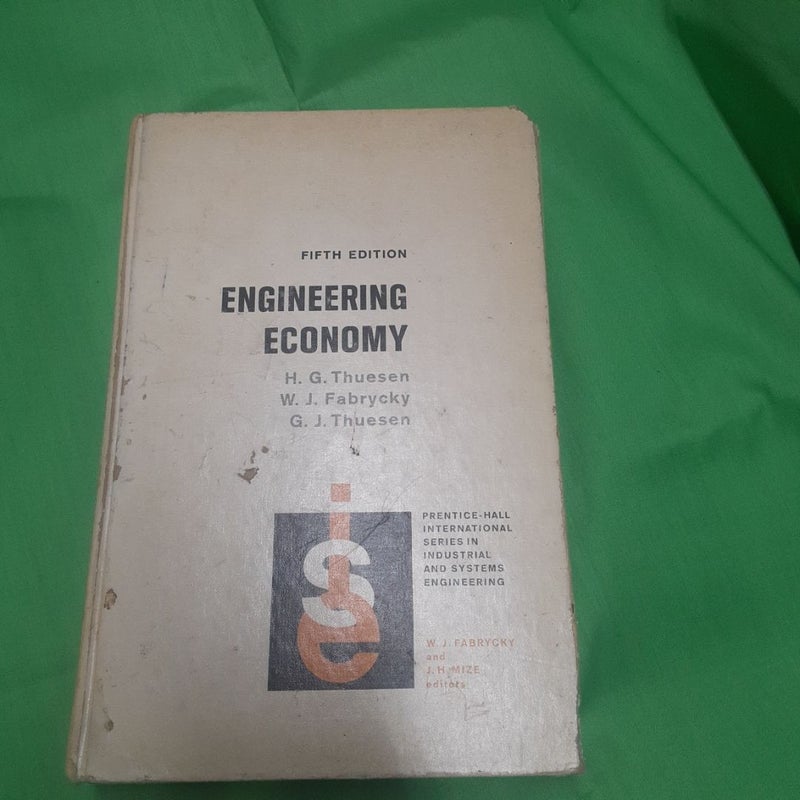 FIFTH EDITION
ENGINEERING
ECONOMY
H. G. Thuesen
W. J. Fabrycky
G. J. Thuesen
ise
PRENTICE-HALL
INTERNATIONAL
SERIES IN
INDUSTRIAL
AND SYSTEMS
ENGINEERING
W. J. FABRYCKY
and
J. H. MIZE
editors